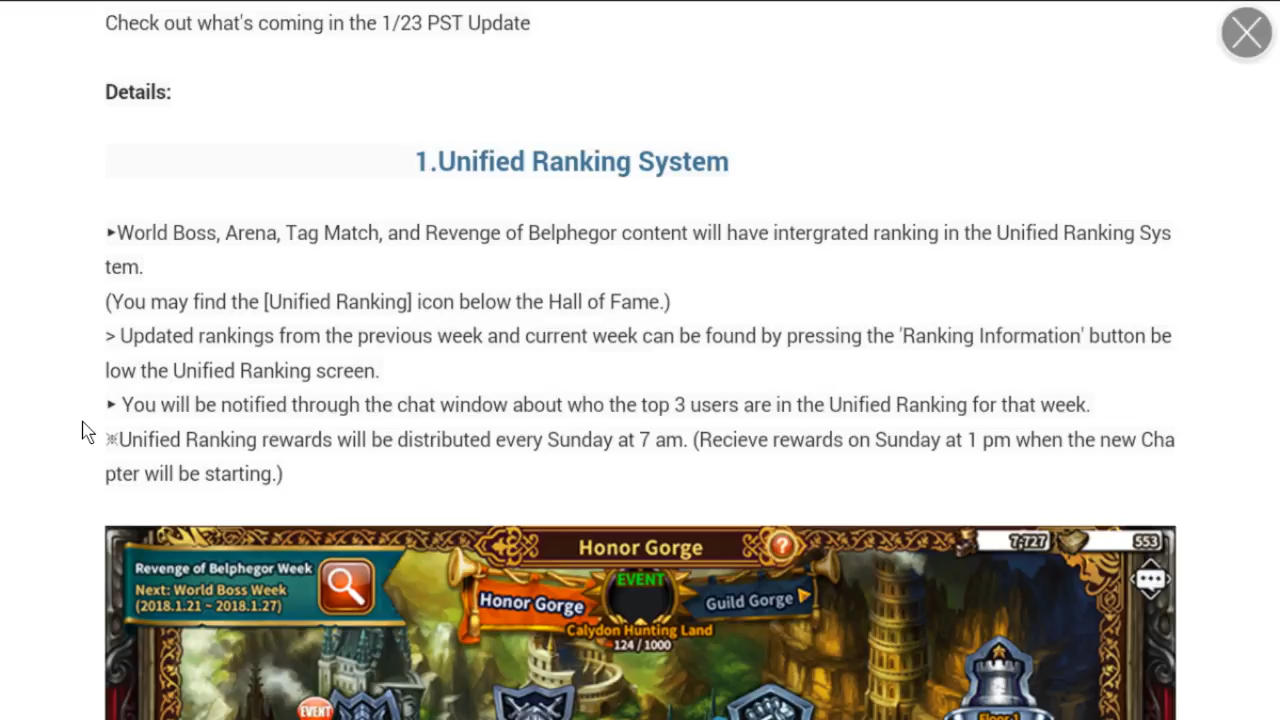 Check out what's coming in the 1/23 PST Update
Details:
1.Unified Ranking System
▸World Boss, Arena, Tag Match, and Revenge of Belphegor content will have intergrated ranking in the Unified Ranking Sys
tem.
(You may find the [Unified Ranking] icon below the Hall of Fame.)
> Updated rankings from the previous week and current week can be found by pressing the 'Ranking Information' button be
low the Unified Ranking screen.
▸ You will be notified through the chat window about who the top 3 users are in the Unified Ranking for that week.
※Unified Ranking rewards will be distributed every Sunday at 7 am. (Recieve rewards on Sunday at 1 pm when the new Cha
pter will be starting.)
Honor Gorge
?
7,727
553
Revenge of Belphegor Week
Next: World Boss Week
(2018.1.21 ~ 2018.1.27)
EVENT
Honor Gorge
Guild Gorge
Calydon Hunting Land
124 / 1000
EVENT
Floor 1